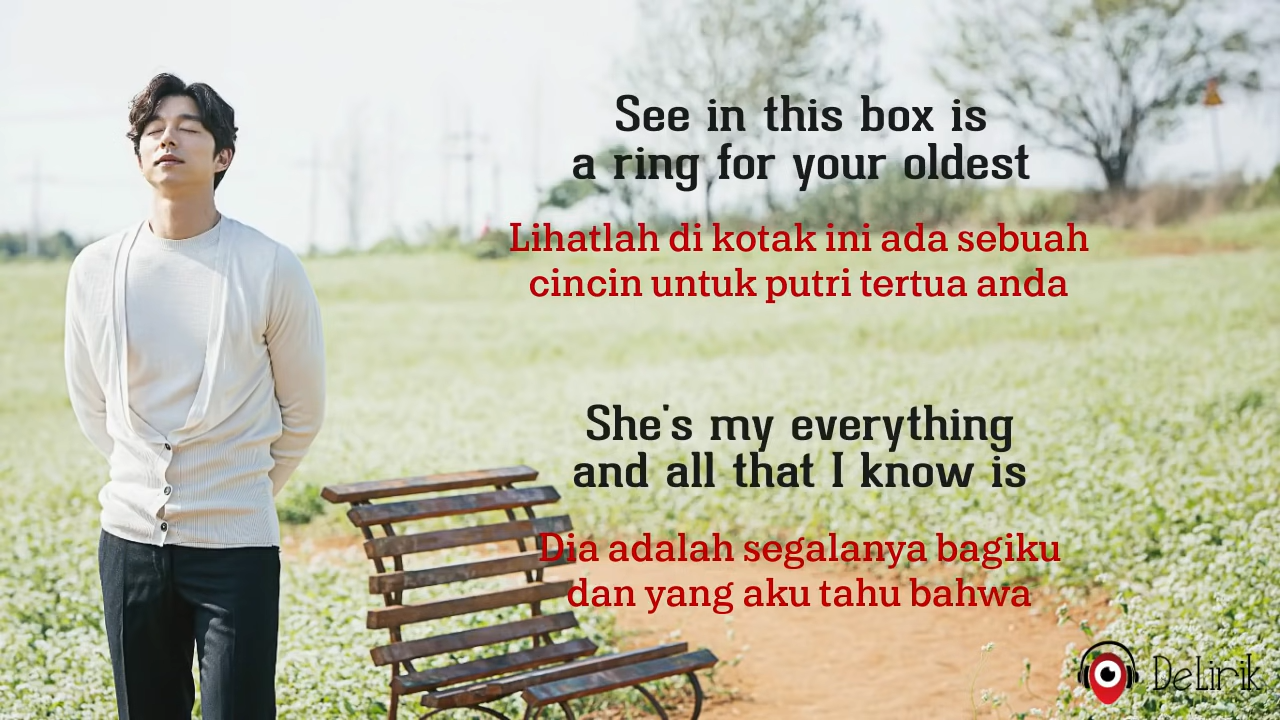 See in this box is
a ring for your oldest
Lihatlah di kotak ini ada sebuah
cincin untuk putri tertua anda
She's my everything
and all that I know is
Dia adalah segalanya bagiku
dan yang aku tahu bahwa
DeLirik